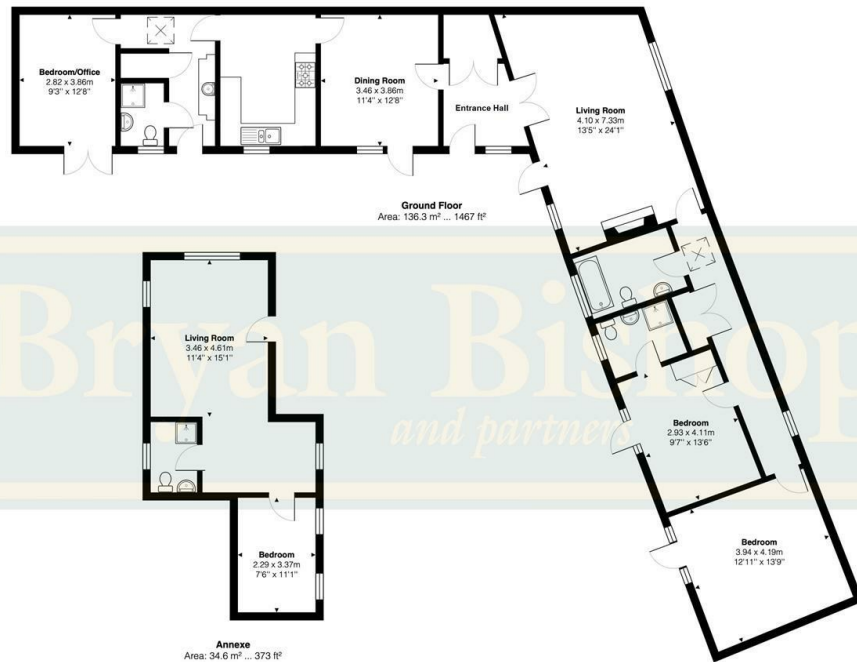 Bedroom/Office
2.82 x 3.86m
9'3" x 12'8"
Dining Room
3.46 x 3.86m
11'4" x 12'8"
Entrance Hall
Living Room
4.10 x 7.33m
13'5" x 24'1"
Ground Floor
Area: 136.3 m² ... 1467 ft²
Bryan Bishop
and partners
Living Room
3.46 x 4.61m
11'4" x 15'1"
Bedroom
2.93 x 4.11m
9'7" x 13'6"
Bedroom
2.29 x 3.37m
7'6" x 11'1"
Bedroom
3.94 x 4.19m
12'11" x 13'9"
Annexe
Area: 34.6 m² ... 373 ft²